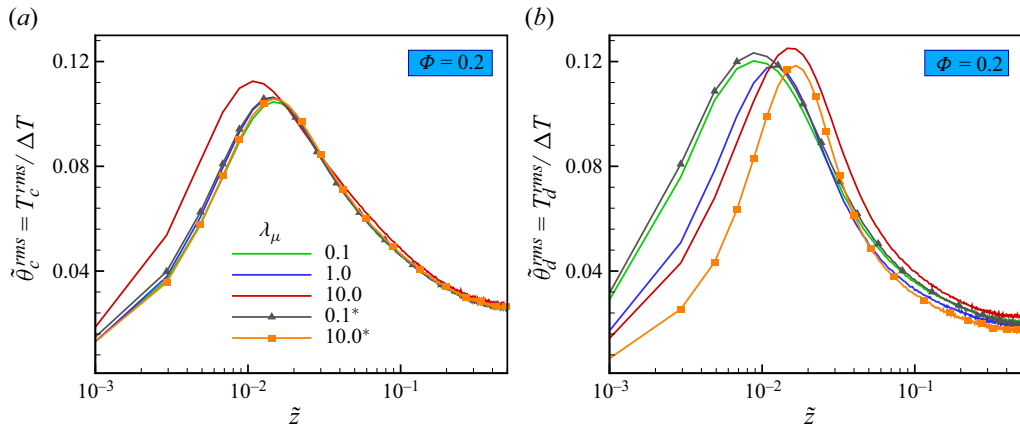 (a)
0.12
0.08
0.04
θ̃_c^{rms} = T_c^{rms} / ΔT
Φ = 0.2
λ_μ
0.1
1.0
10.0
0.1*
10.0*
10⁻³
10⁻²
10⁻¹
z̃
(b)
0.12
0.08
0.04
θ̃_d^{rms} = T_d^{rms} / ΔT
Φ = 0.2
10⁻³
10⁻²
10⁻¹
z̃